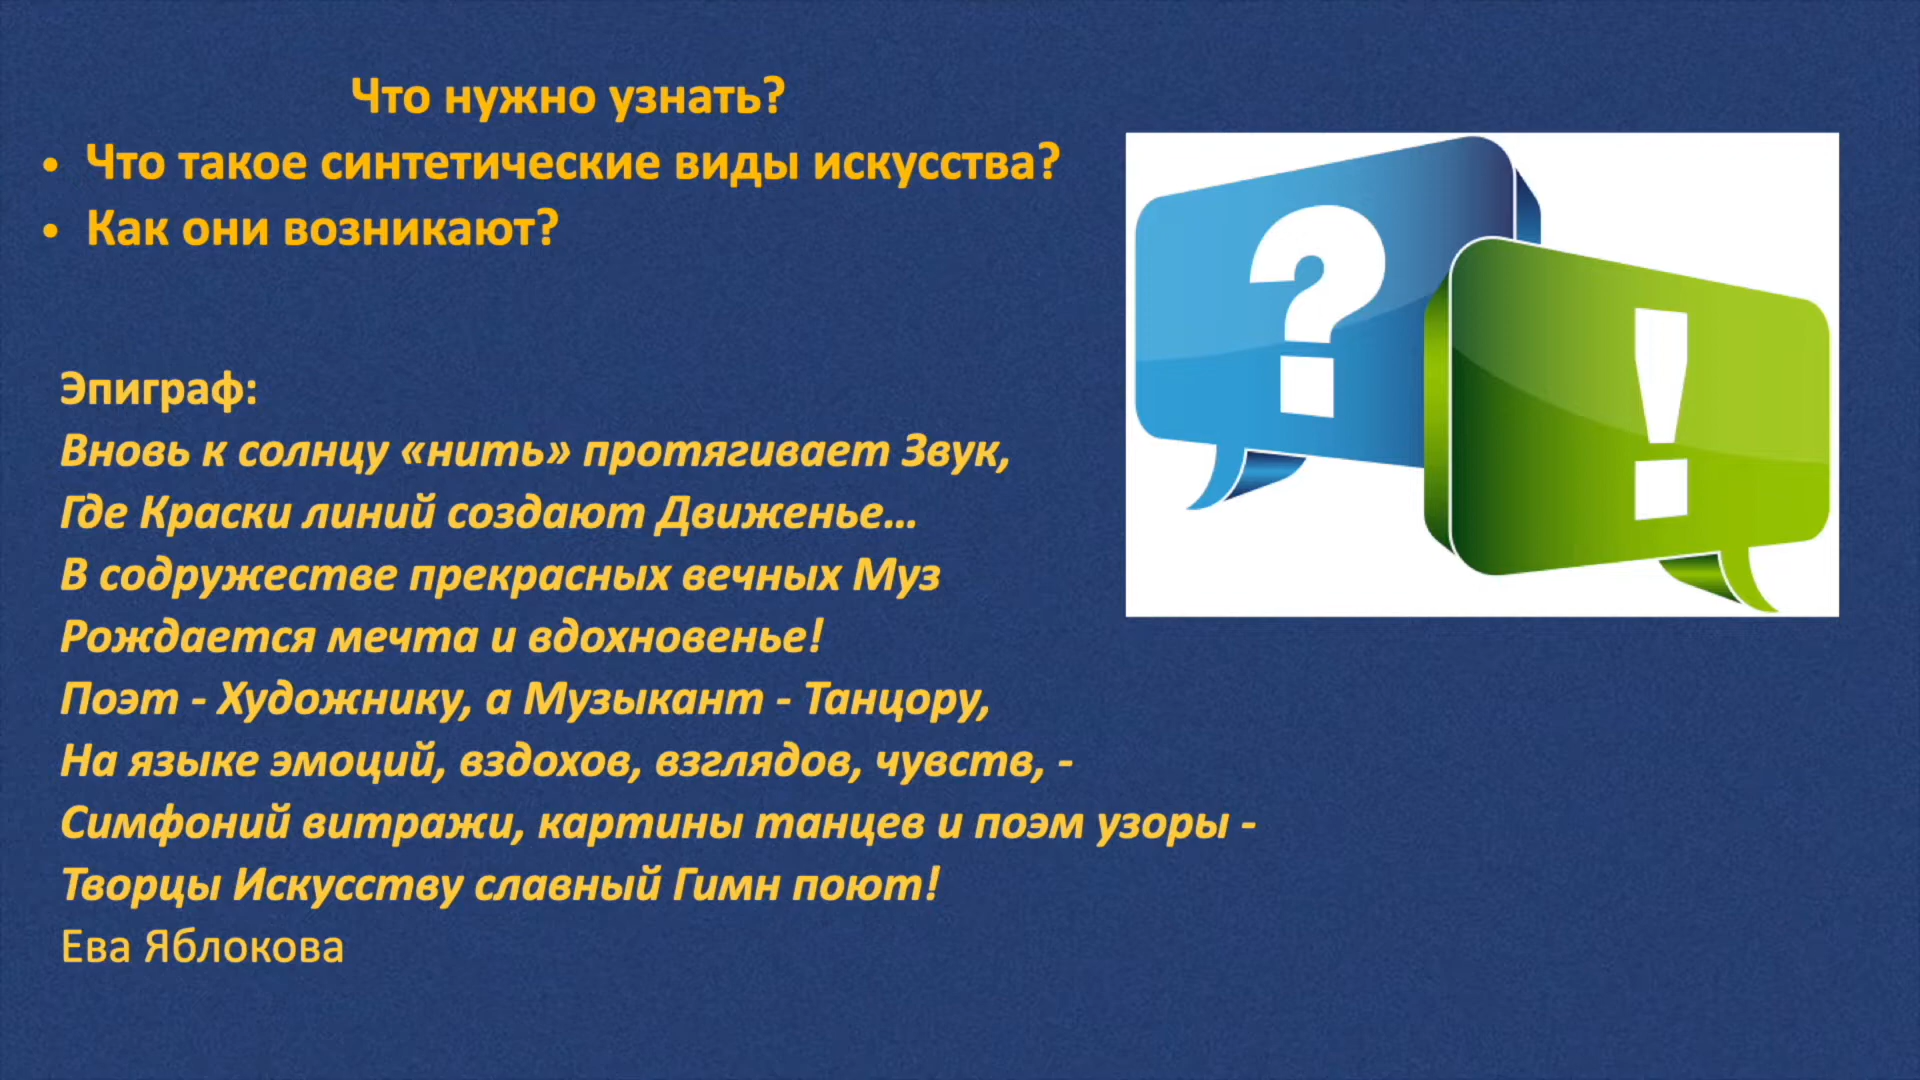 Что нужно узнать?
• Что такое синтетические виды искусства?
• Как они возникают?
Эпиграф:
Вновь к солнцу «нить» протягивает Звук,
Где Краски линий создают Движенье...
В содружестве прекрасных вечных Муз
Рождается мечта и вдохновенье!
Поэт - Художнику, а Музыкант - Танцору,
На языке эмоций, вздохов, взглядов, чувств, -
Симфоний витражи, картины танцев и поэм узоры -
Творцы Искусству славный Гимн поют!
Ева Яблокова
? !